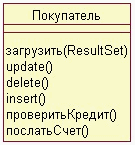 Покупатель
загрузить(ResultSet)
update()
delete()
insert()
проверитьКредит()
послатьСчет()